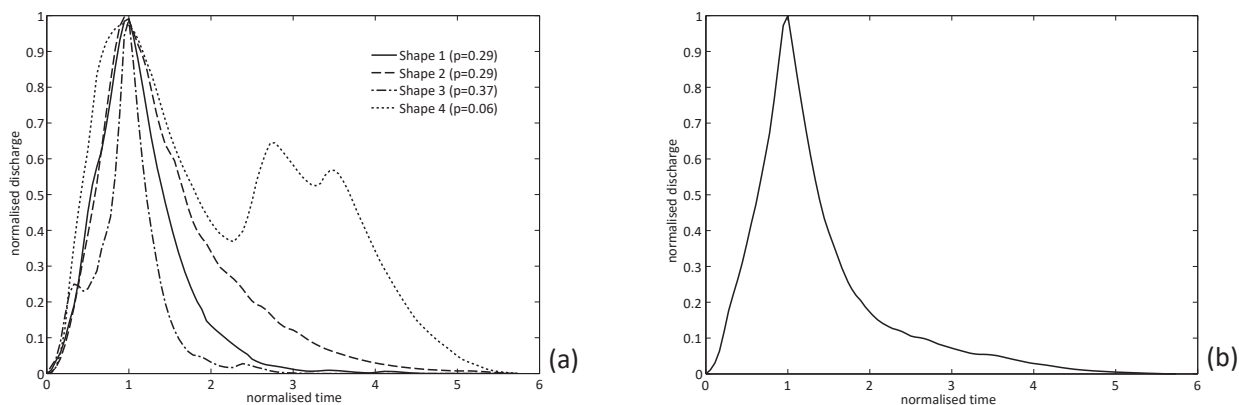 1
0.9
0.8
0.7
0.6
0.5
0.4
0.3
0.2
0.1
0
normalised discharge
Shape 1 (p=0.29)
Shape 2 (p=0.29)
Shape 3 (p=0.37)
Shape 4 (p=0.06)
0 1 2 3 4 5 6
normalised time
(a)
1
0.9
0.8
0.7
0.6
0.5
0.4
0.3
0.2
0.1
0
normalised discharge
0 1 2 3 4 5 6
normalised time
(b)